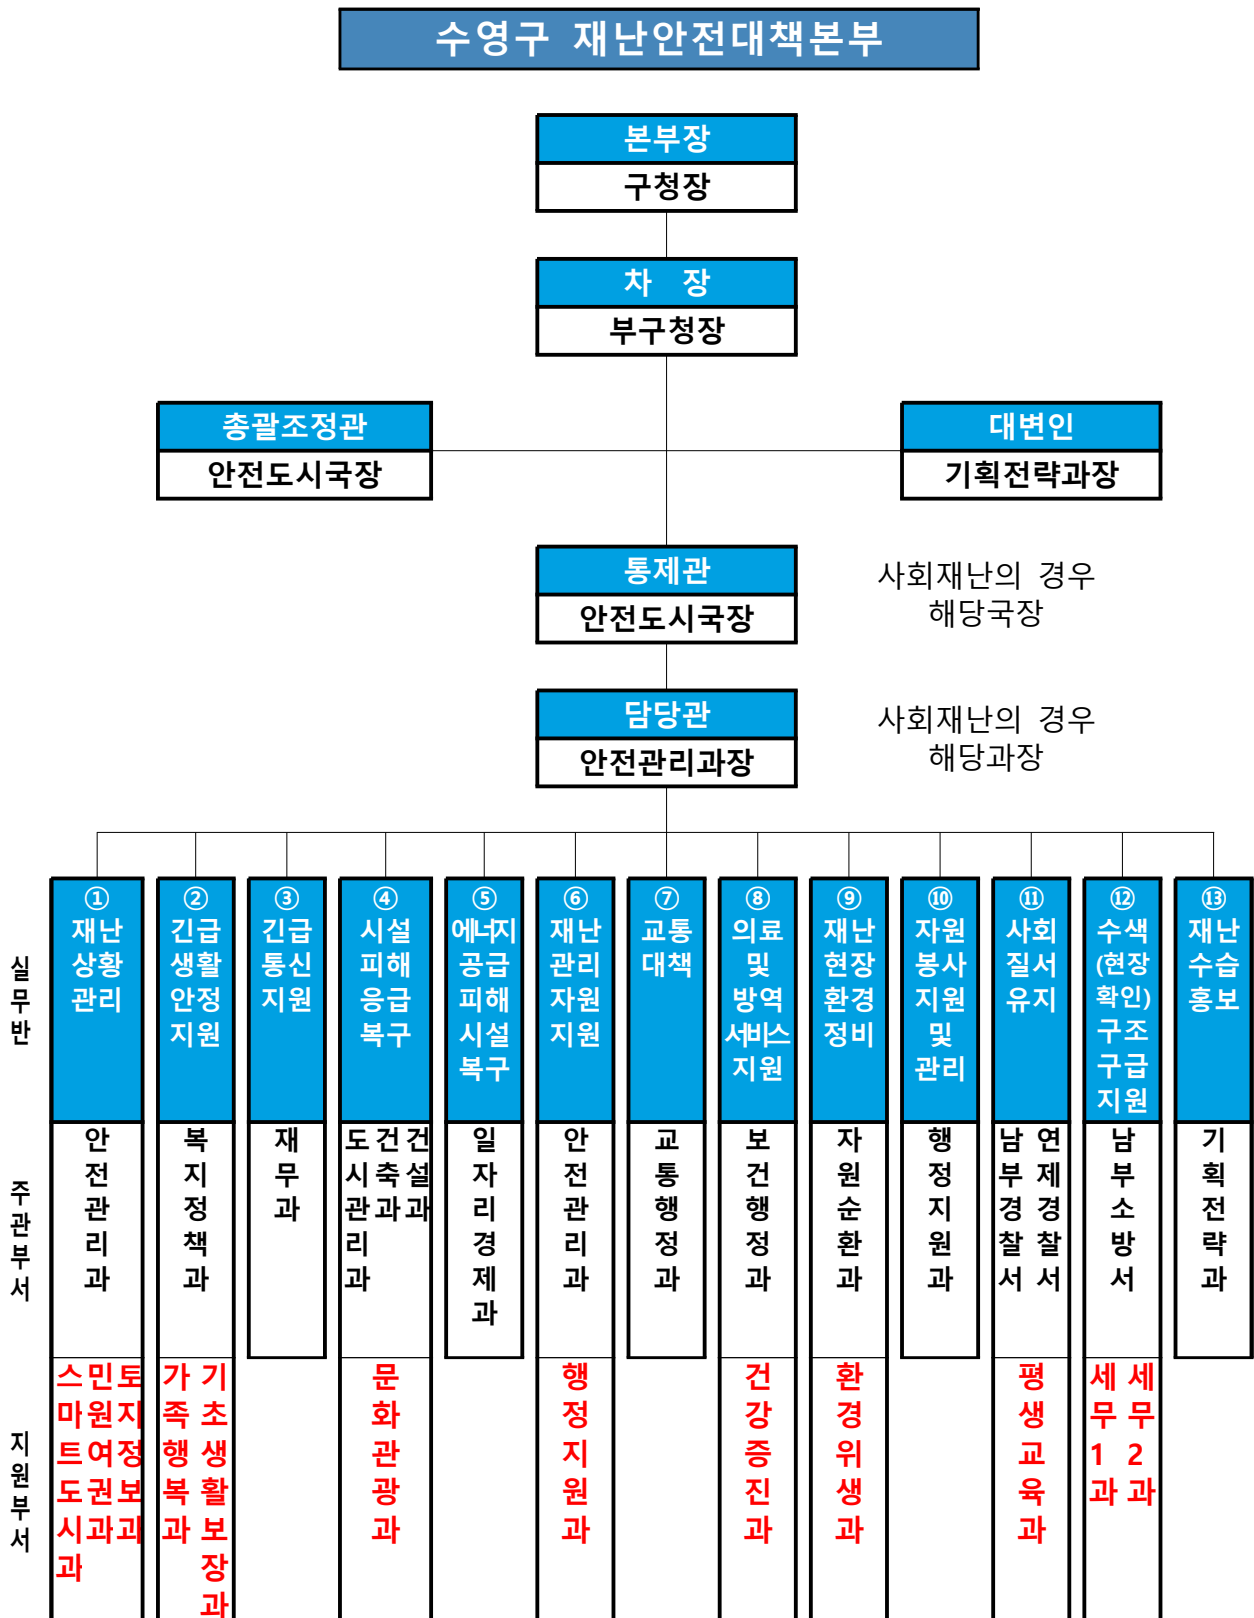 수영구 재난안전대책본부
본부장
구청장
차 장
부구청장
총괄조정관
안전도시국장
대변인
기획전략과장
통제관
안전도시국장
사회재난의 경우
해당국장
담당관
안전관리과장
사회재난의 경우
해당과장
실무반
①
재난
상황
관리
②
긴급
생활
안정
지원
③
긴급
통신
지원
④
시설
피해
응급
복구
⑤
에너지
공급
피해
시설
복구
⑥
재난
관리
자원
지원
⑦
교통
대책
⑧
의료
및
방역
서비스
지원
⑨
재난
현장
환경
정비
⑩
자원
봉사
지원
및
관리
⑪
사회
질서
유지
⑫
수색
(현장
확인)
구조
구급
지원
⑬
재난
수습
홍보
주관부서
안전관리과
복지정책과
재무과
도시관리과
건축과
건설과
일자리경제과
안전관리과
교통행정과
보건행정과
자원순환과
행정지원과
남부경찰서
연제경찰서
남부소방서
기획전략과
지원부서
스마트도시과
민원여권과
토지정보과
가족행복과
기초생활보장과
문화관광과
행정지원과
건강증진과
환경위생과
평생교육과
세무1과
세무2과